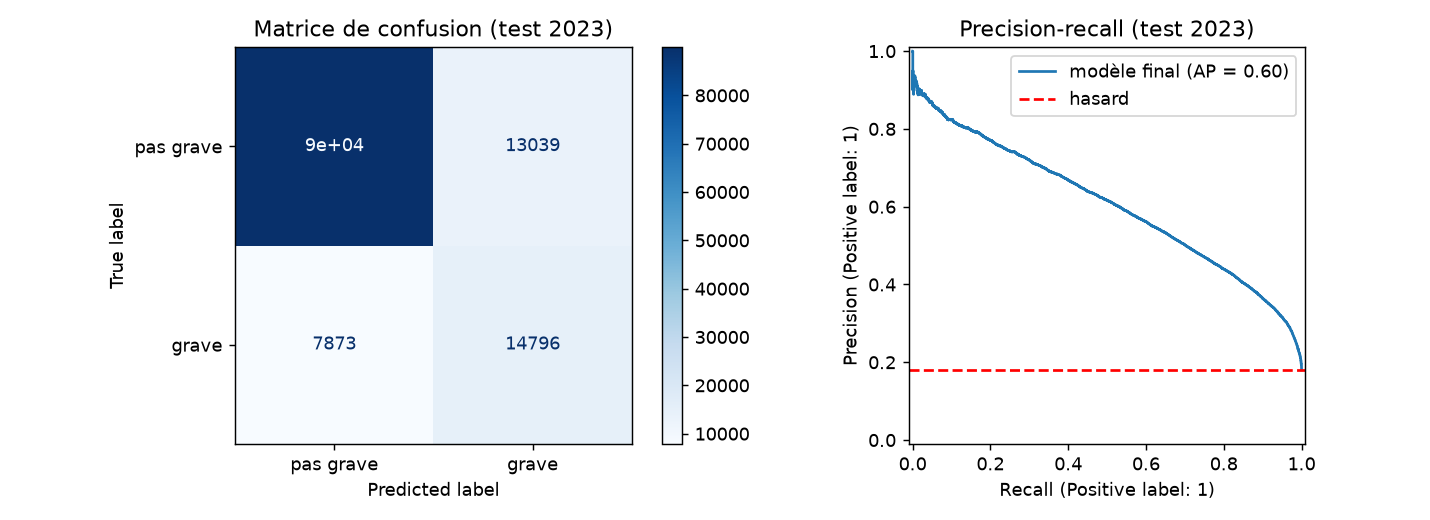 Matrice de confusion (test 2023)
pas grave
9e+04
13039
grave
7873
14796
True label
pas grave
grave
Predicted label
80000
70000
60000
50000
40000
30000
20000
10000
Precision-recall (test 2023)
modèle final (AP = 0.60)
hasard
Precision (Positive label: 1)
1.0
0.8
0.6
0.4
0.2
0.0
0.0
0.2
0.4
0.6
0.8
1.0
Recall (Positive label: 1)